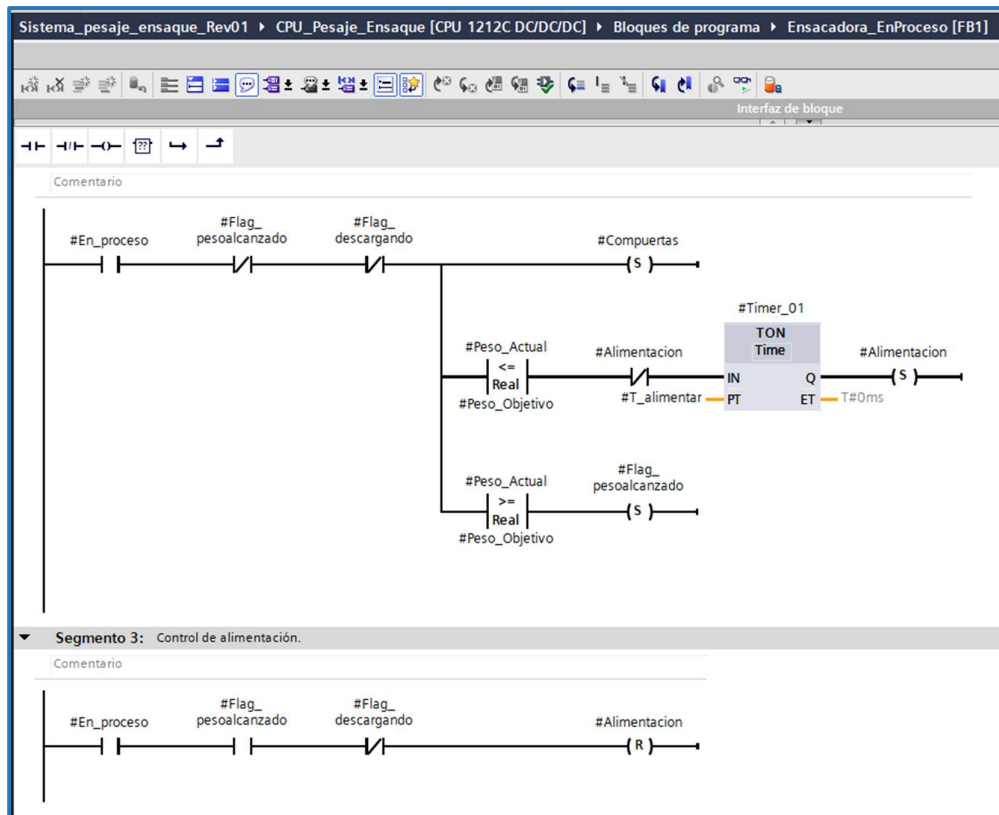 Sistema_pesaje_ensaque_Rev01 ▸ CPU_Pesaje_Ensaque [CPU 1212C DC/DC/DC] ▸ Bloques de programa ▸ Ensacadora_EnProceso [FB1]
Interfaz de bloque
??
Comentario
#En_proceso
#Flag_
pesoalcanzado
#Flag_
descargando
#Compuertas
S
#Timer_01
TON
Time
#Peso_Actual
<=
Real
#Peso_Objetivo
#Alimentacion
IN
Q
#T_alimentar
PT
ET
T#0ms
#Alimentacion
S
#Peso_Actual
>=
Real
#Peso_Objetivo
#Flag_
pesoalcanzado
S
Segmento 3: Control de alimentación.
Comentario
#En_proceso
#Flag_
pesoalcanzado
#Flag_
descargando
#Alimentacion
R